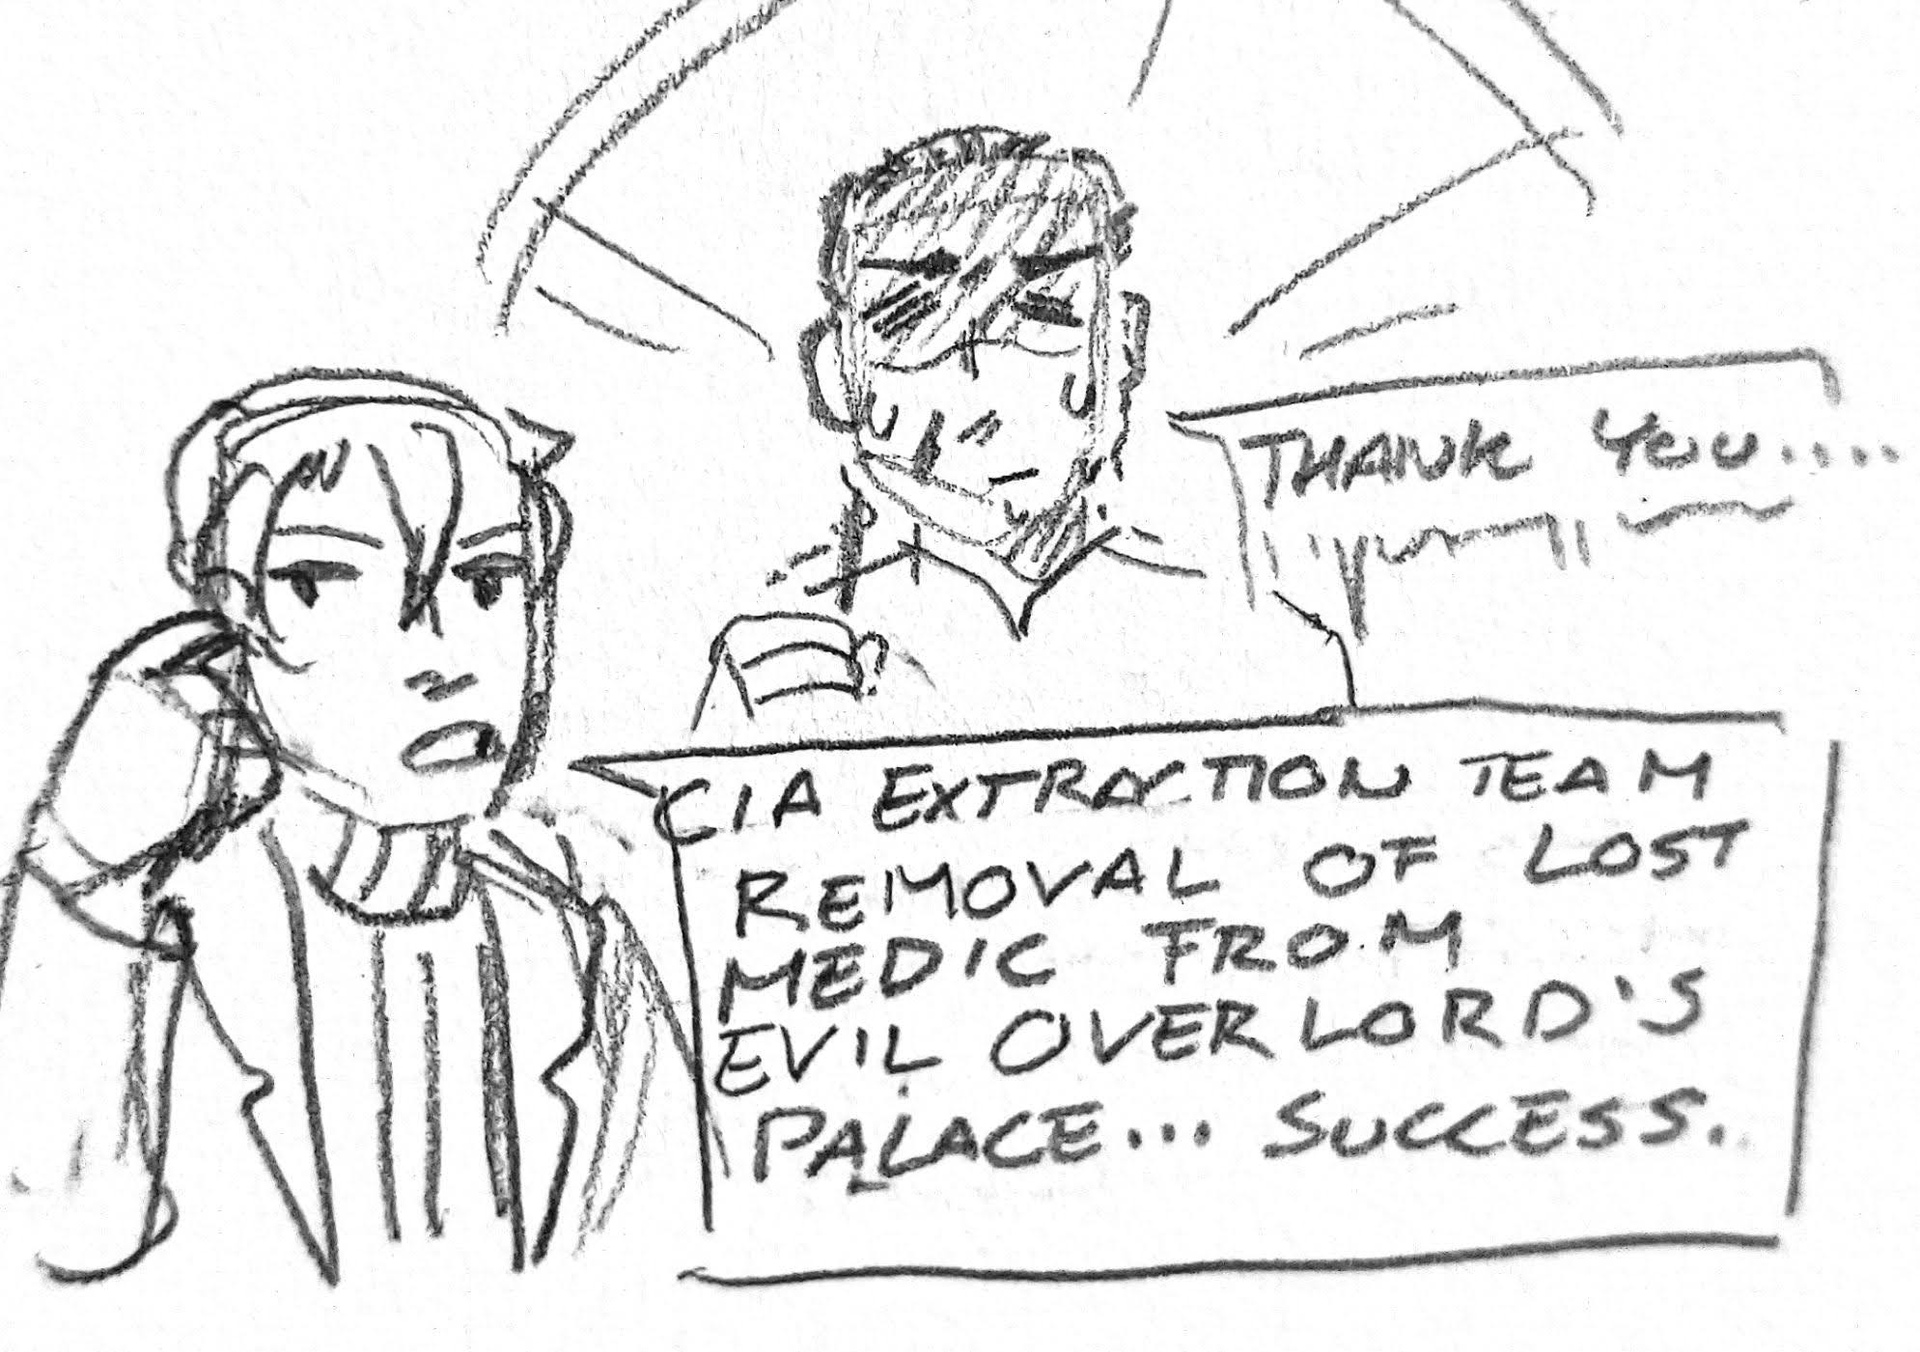 THANK YOU....
CIA EXTRACTION TEAM
REMOVAL OF LOST
MEDIC FROM
EVIL OVERLORD'S
PALACE... SUCCESS.